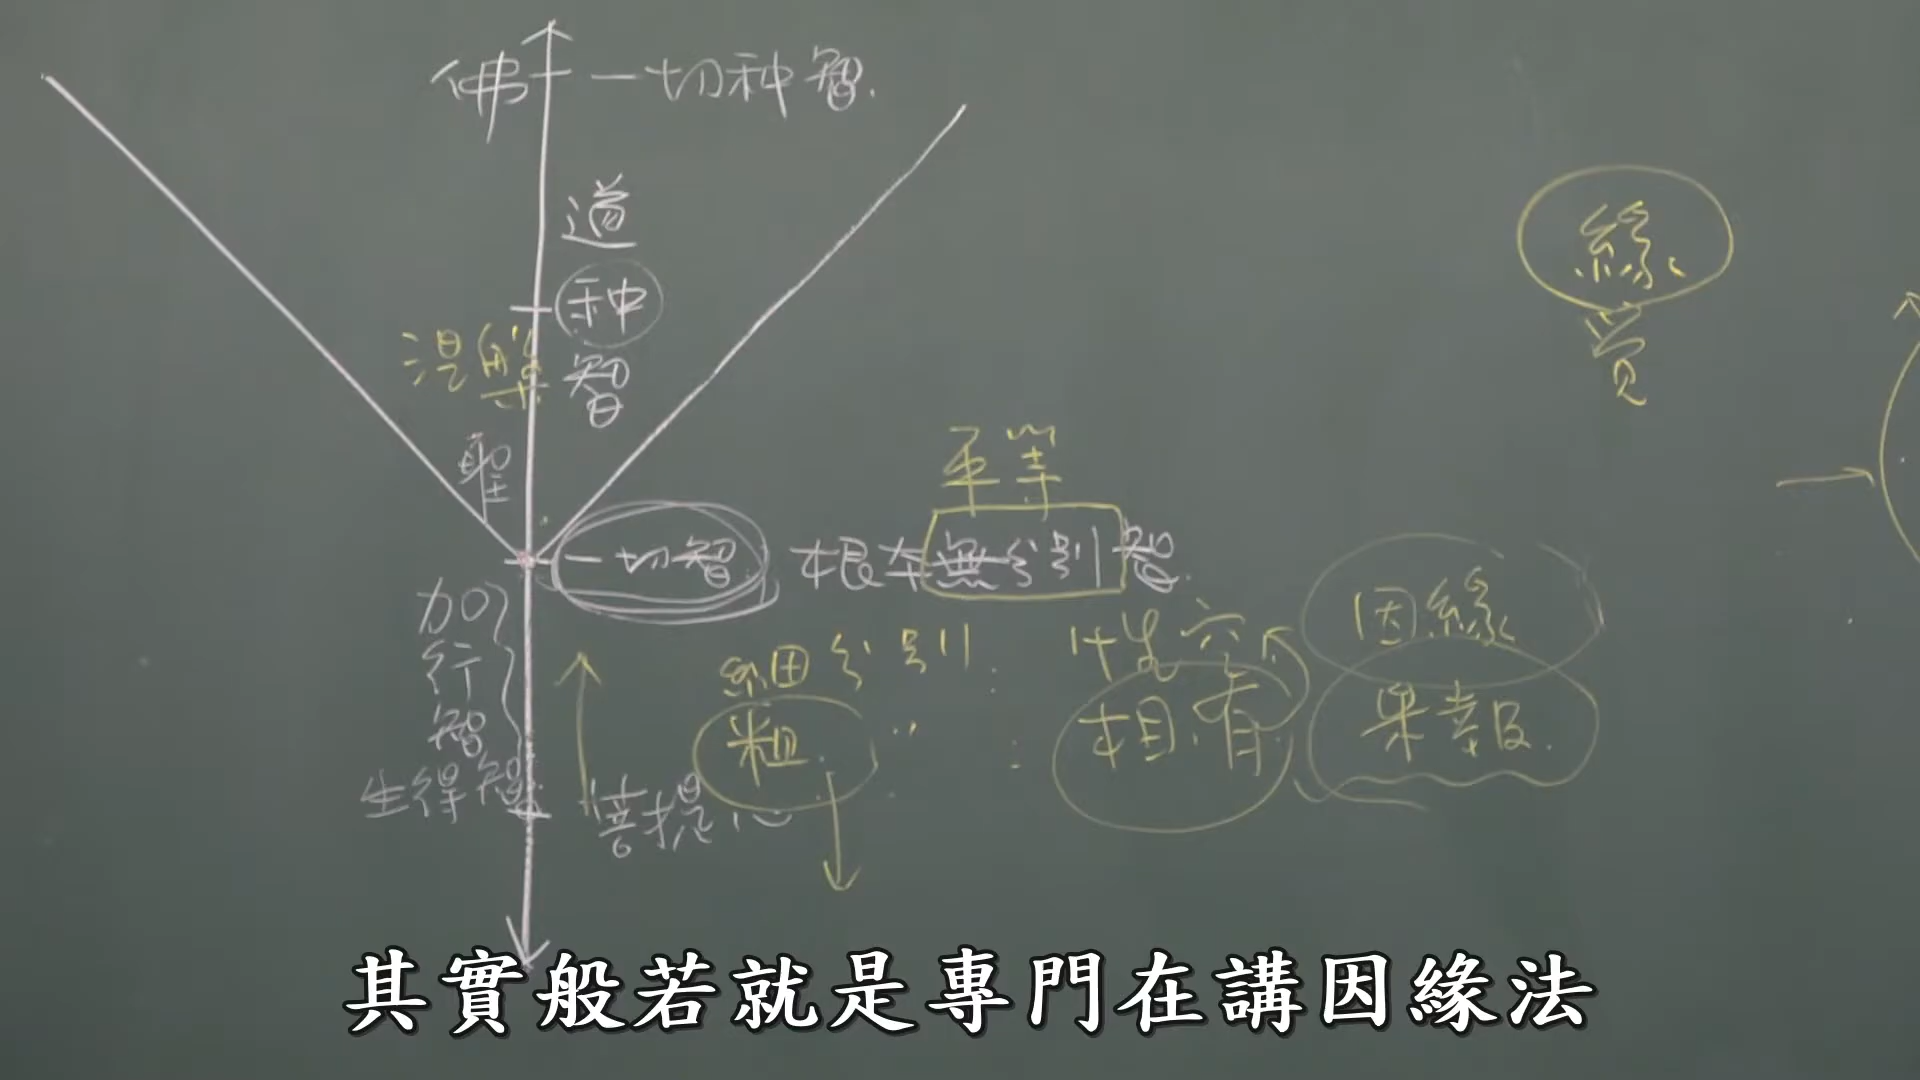 佛 一切种智.
道
种
智
涅槃
聖
緣
覺
平等
一切智 根本無分別智.
加
行
智
生得智
菩提心
細分別 : 性空
粗 〃 : 相有
因緣
果報.
其實般若就是專門在講因緣法